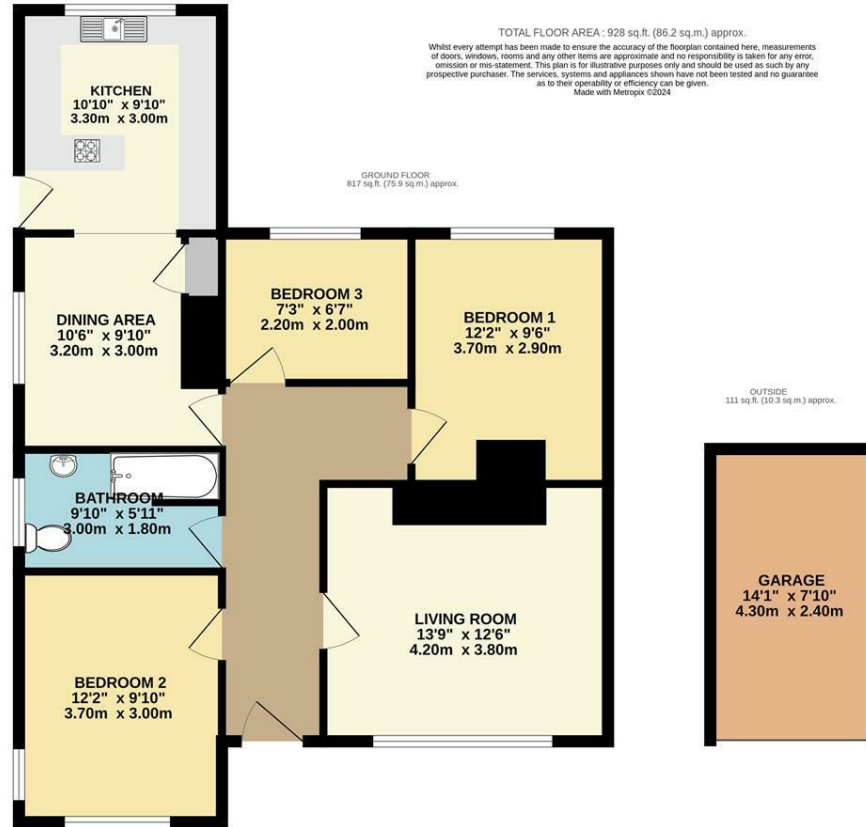 TOTAL FLOOR AREA : 928 sq.ft. (86.2 sq.m.) approx.
Whilst every attempt has been made to ensure the accuracy of the floorplan contained here, measurements
of doors, windows, rooms and any other items are approximate and no responsibility is taken for any error,
omission or mis-statement. This plan is for illustrative purposes only and should be used as such by any
prospective purchaser. The services, systems and appliances shown have not been tested and no guarantee
as to their operability or efficiency can be given.
Made with Metropix ©2024
KITCHEN
10'10" x 9'10"
3.30m x 3.00m
GROUND FLOOR
817 sq.ft. (75.9 sq.m.) approx.
DINING AREA
10'6" x 9'10"
3.20m x 3.00m
BEDROOM 3
7'3" x 6'7"
2.20m x 2.00m
BEDROOM 1
12'2" x 9'6"
3.70m x 2.90m
OUTSIDE
111 sq.ft. (10.3 sq.m.) approx.
BATHROOM
9'10" x 5'11"
3.00m x 1.80m
GARAGE
14'1" x 7'10"
4.30m x 2.40m
LIVING ROOM
13'9" x 12'6"
4.20m x 3.80m
BEDROOM 2
12'2" x 9'10"
3.70m x 3.00m